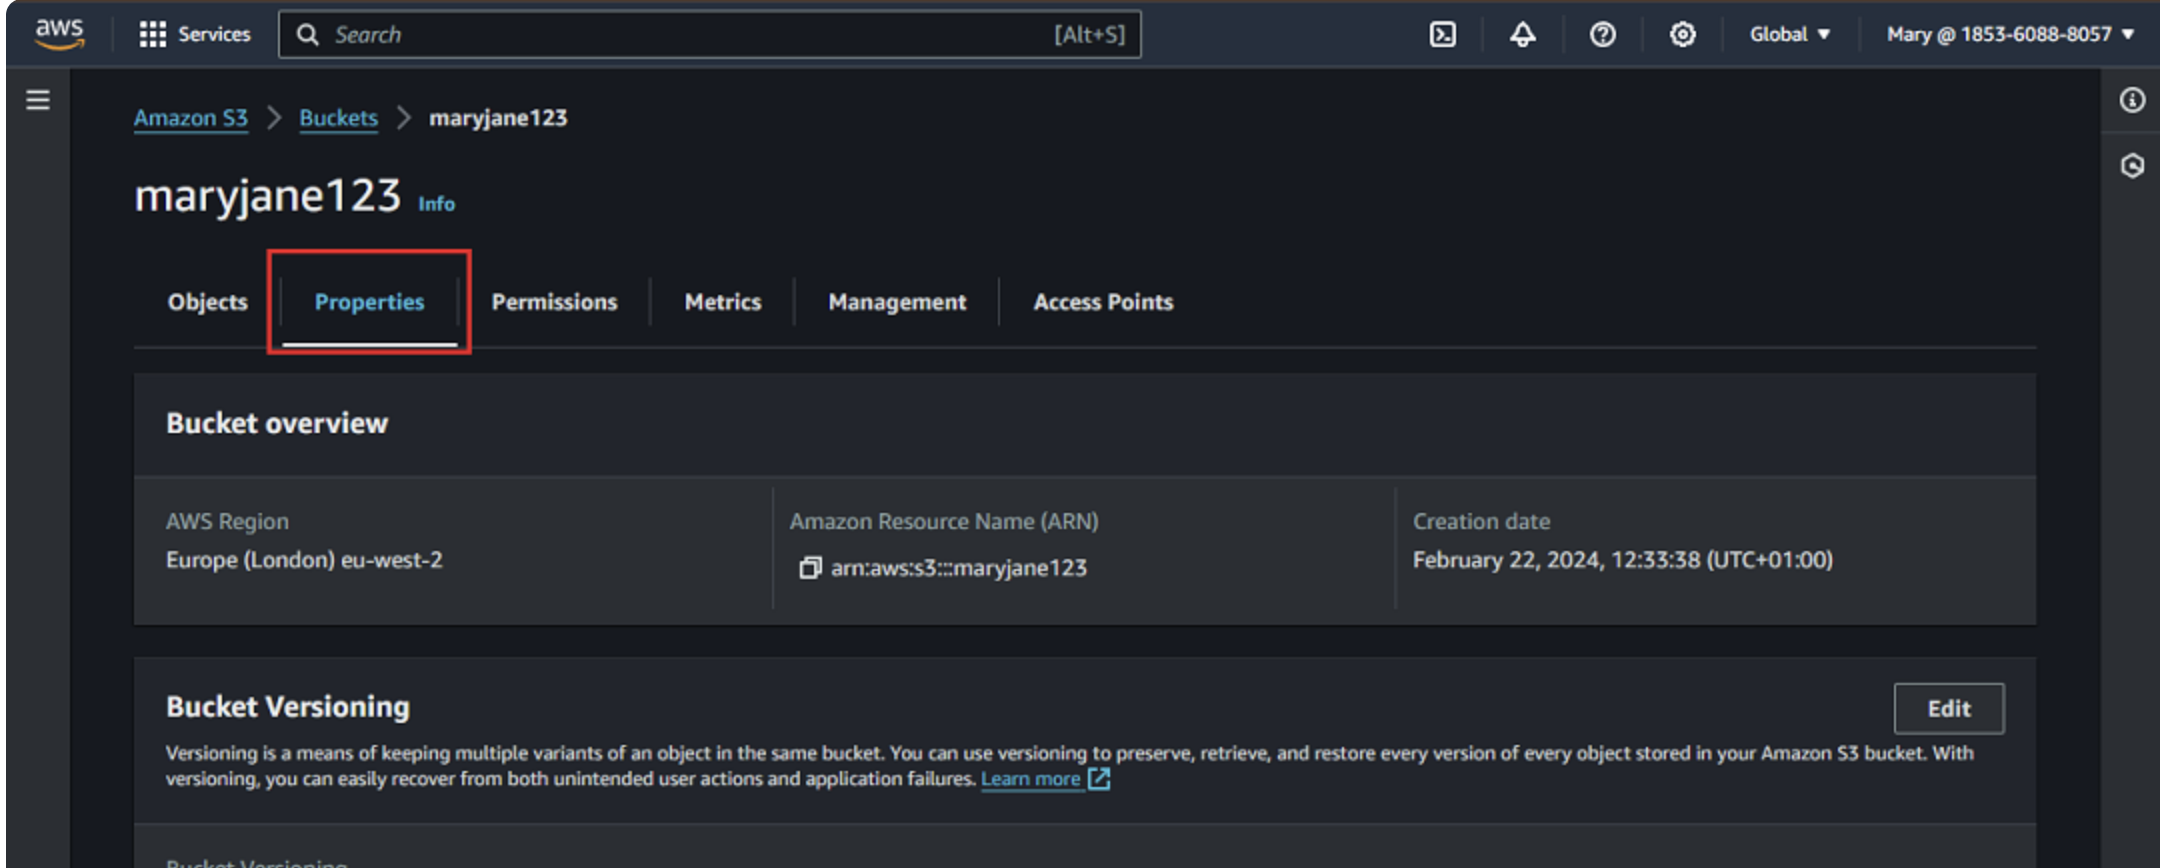 aws
Services
Search
[Alt+S]
Global
Mary @ 1853-6088-8057
Amazon S3 > Buckets > maryjane123
maryjane123 Info
Objects
Properties
Permissions
Metrics
Management
Access Points
Bucket overview
AWS Region
Europe (London) eu-west-2
Amazon Resource Name (ARN)
arn:aws:s3:::maryjane123
Creation date
February 22, 2024, 12:33:38 (UTC+01:00)
Bucket Versioning
Edit
Versioning is a means of keeping multiple variants of an object in the same bucket. You can use versioning to preserve, retrieve, and restore every version of every object stored in your Amazon S3 bucket. With
versioning, you can easily recover from both unintended user actions and application failures. Learn more
Bucket Versioning